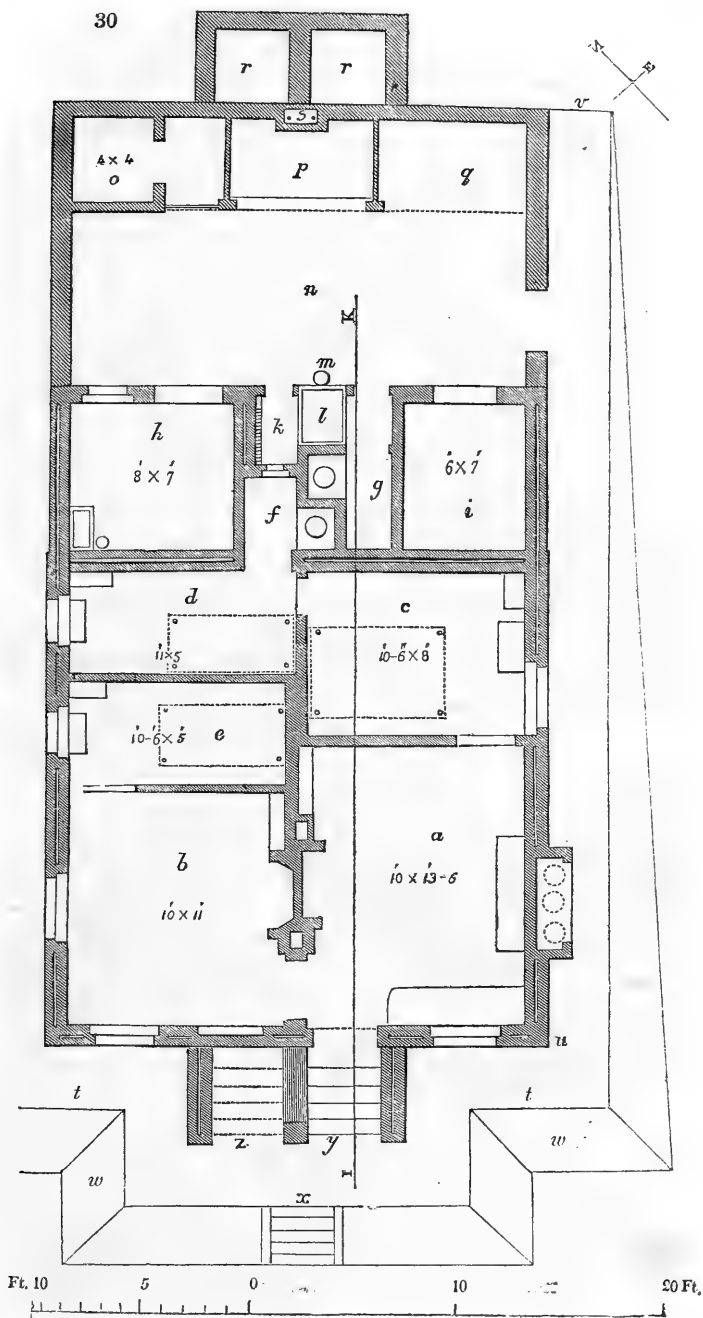 30
N E
r r
v
s
4 × 4
o
p
q
n
K
m
h
k
l
8' × 7'
6' × 7'
g
i
f
d
c
11' × 5
10'-6" × 8'
10'-6" × 5'
e
a
b
10' × 13'-6
10' × 11'
u
t t
z y
w w
I
x
Ft. 10 5 0 10 20 Ft.